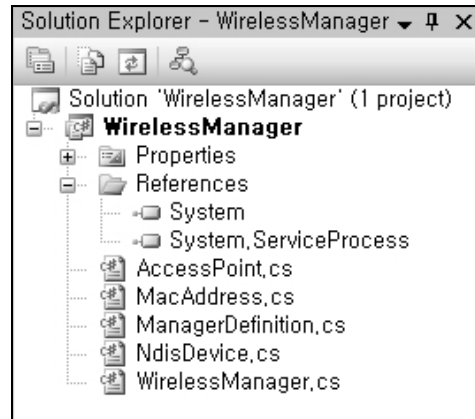 Solution Explorer - WirelessManager
Solution 'WirelessManager' (1 project)
WirelessManager
Properties
References
System
System,ServiceProcess
AccessPoint,cs
MacAddress,cs
ManagerDefinition,cs
NdisDevice,cs
WirelessManager,cs